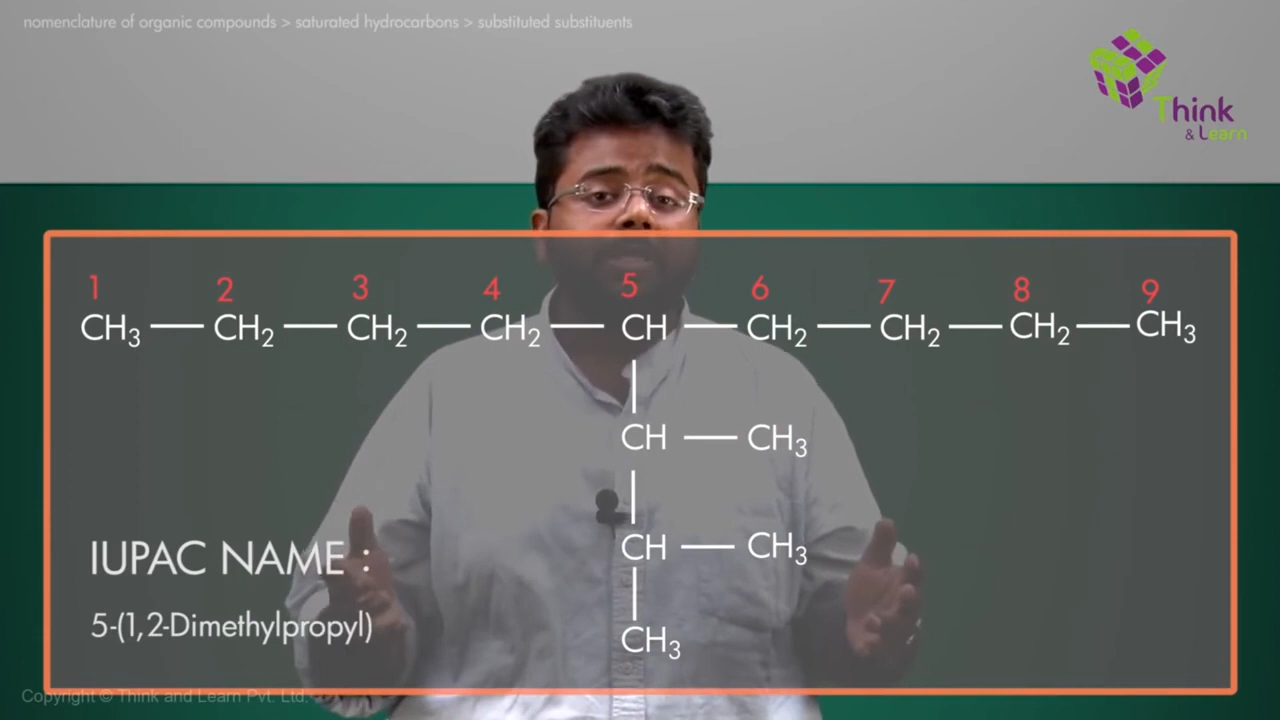 nomenclature of organic compounds > saturated hydrocarbons > substituted substituents
Think
& Learn
1 2 3 4 5 6 7 8 9
CH₃ — CH₂ — CH₂ — CH₂ — CH — CH₂ — CH₂ — CH₂ — CH₃
CH — CH₃
CH — CH₃
CH₃
IUPAC NAME :
5-(1,2-Dimethylpropyl)
Copyright © Think and Learn Pvt. Ltd.